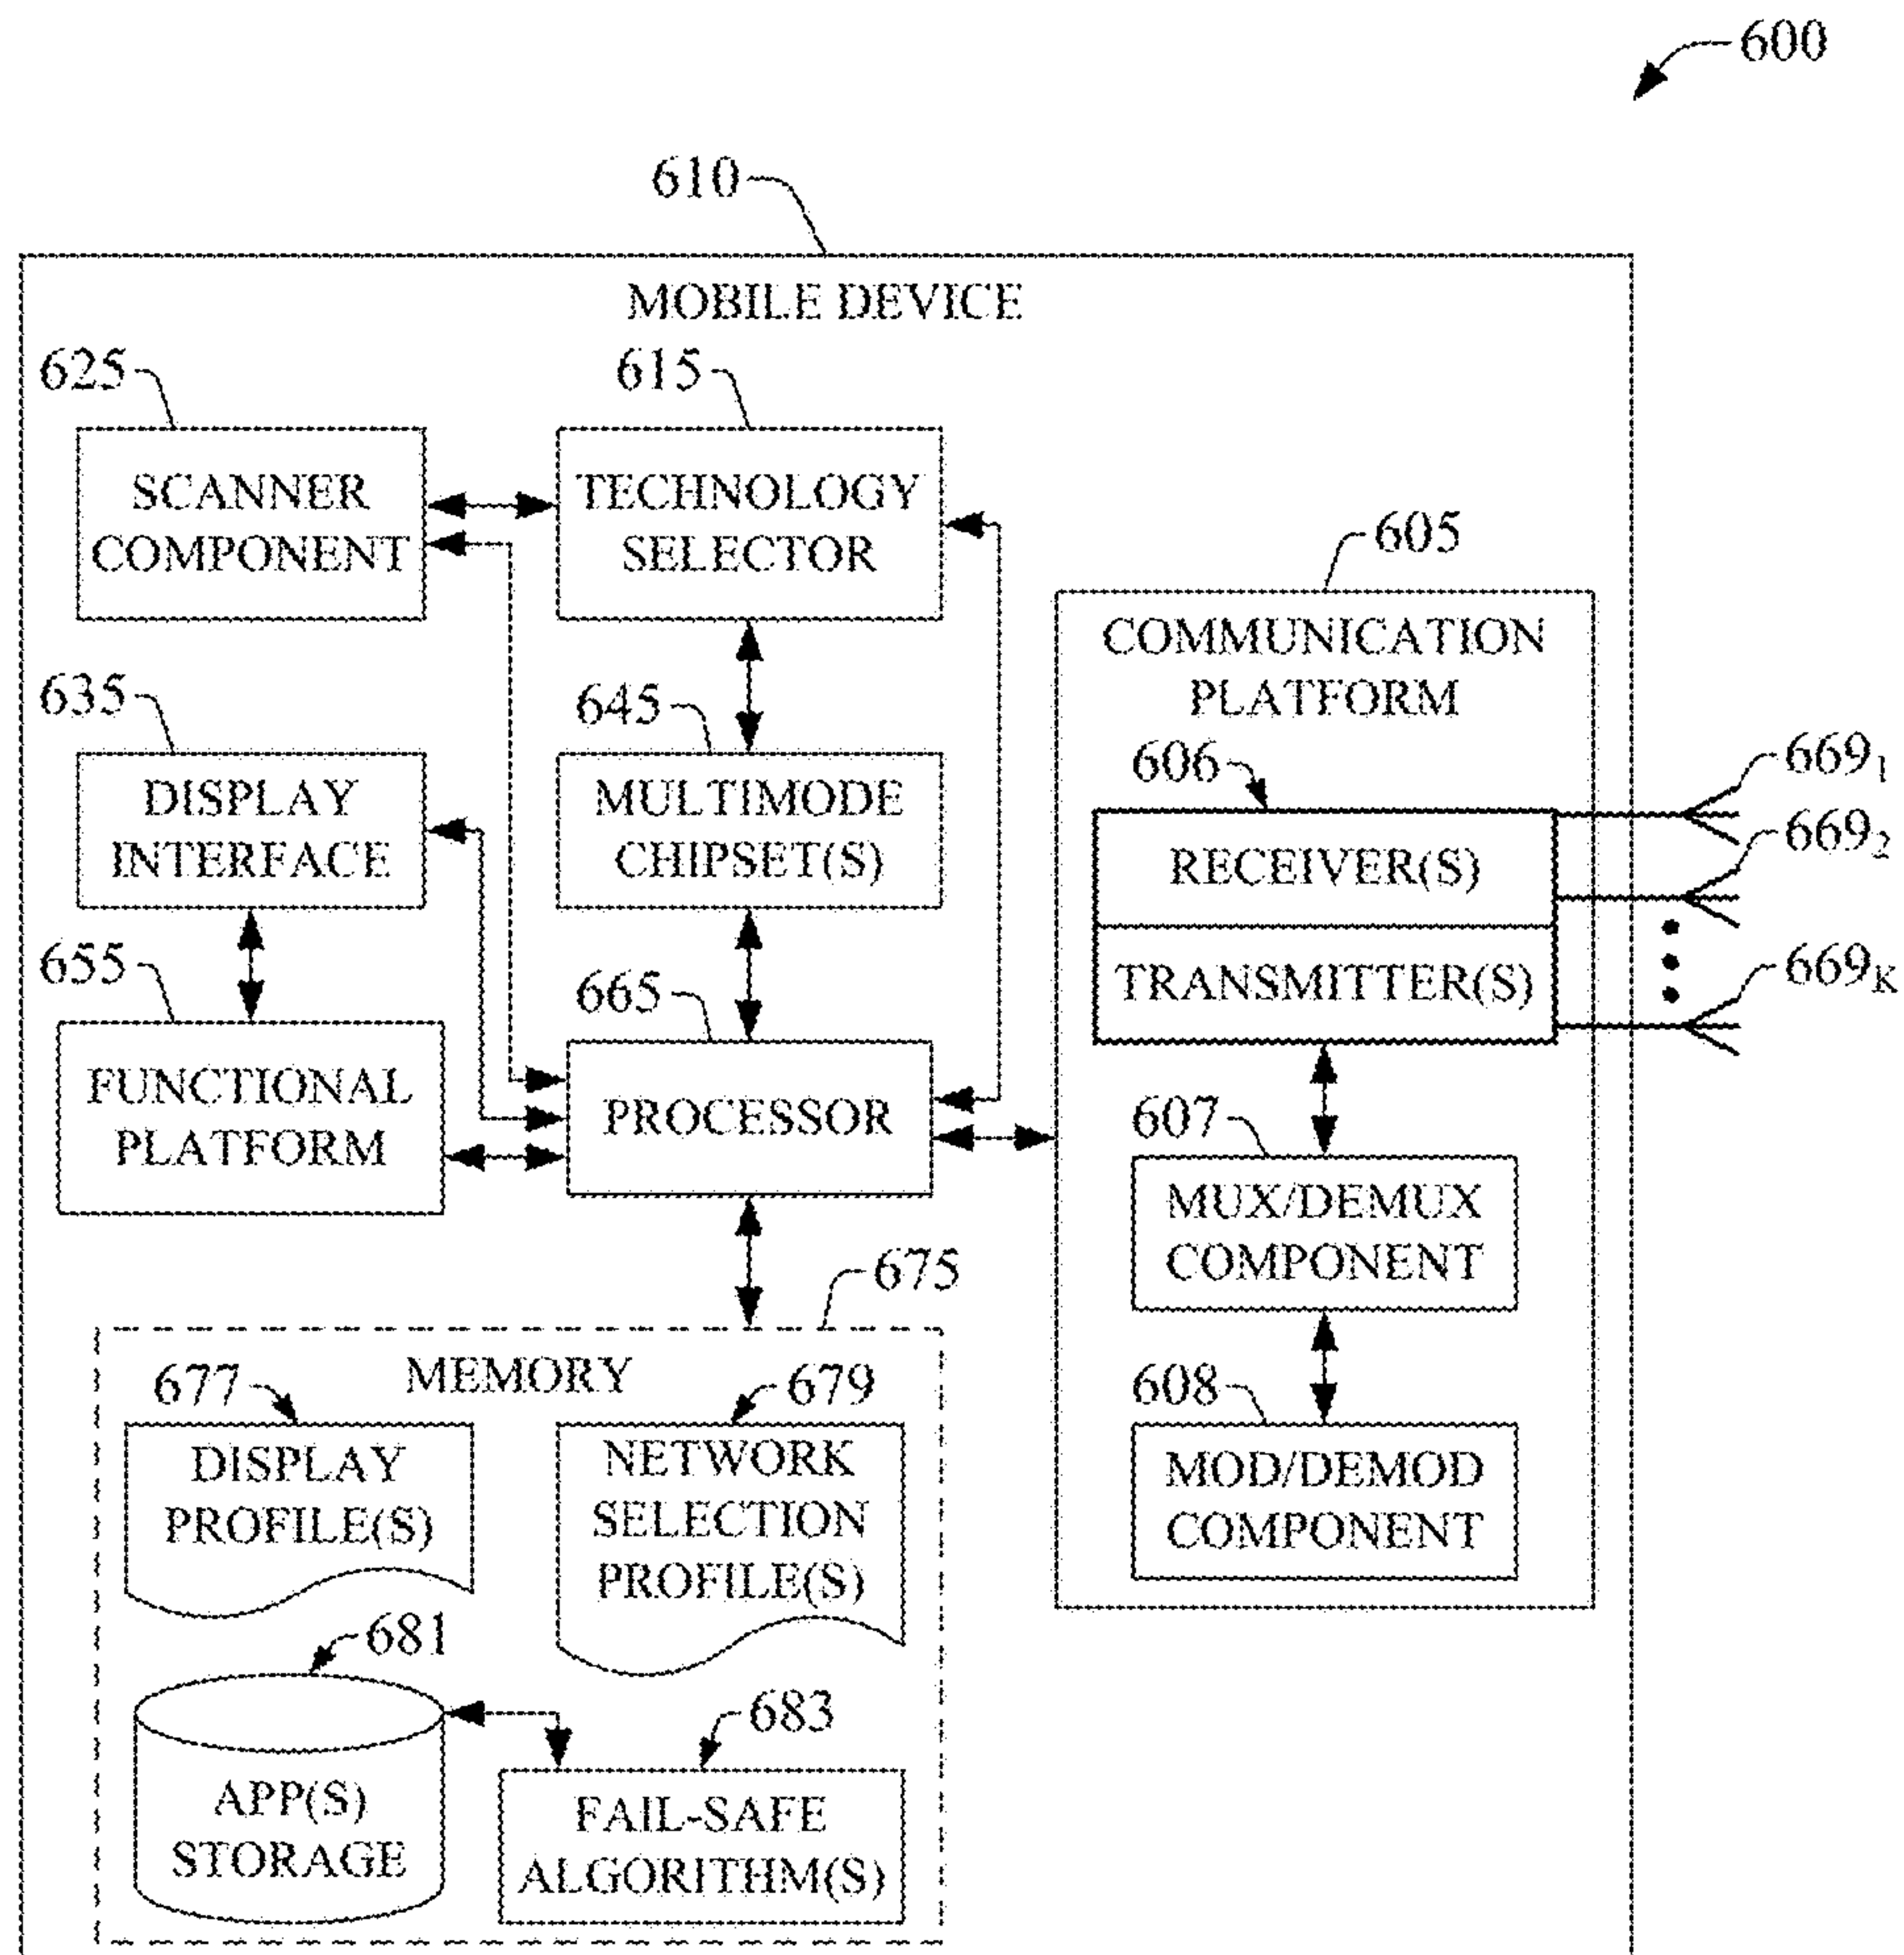 600
610
MOBILE DEVICE
625
615
SCANNER
COMPONENT
TECHNOLOGY
SELECTOR
605
COMMUNICATION
PLATFORM
635
645
DISPLAY
INTERFACE
MULTIMODE
CHIPSET(S)
606
RECEIVER(S)
TRANSMITTER(S)
669₁
669₂
669K
655
665
FUNCTIONAL
PLATFORM
PROCESSOR
607
MUX/DEMUX
COMPONENT
608
MOD/DEMOD
COMPONENT
675
MEMORY
677
679
DISPLAY
PROFILE(S)
NETWORK
SELECTION
PROFILE(S)
681
683
APP(S)
STORAGE
FAIL-SAFE
ALGORITHM(S)